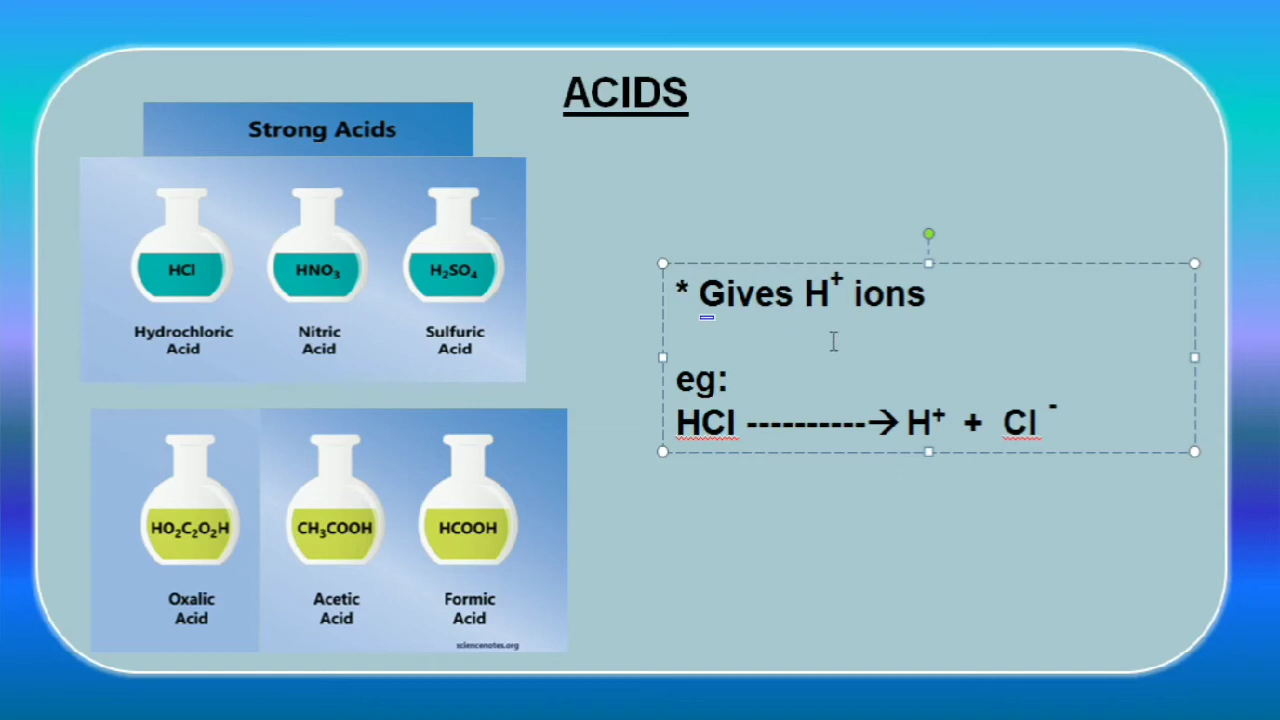 ACIDS
Strong Acids
HCl
HNO₃
H₂SO₄
Hydrochloric Acid
Nitric Acid
Sulfuric Acid
HO₂C₂O₂H
CH₃COOH
HCOOH
Oxalic Acid
Acetic Acid
Formic Acid
sciencenotes.org
* Gives H⁺ ions
eg:
HCl ----------→ H⁺ + Cl ⁻